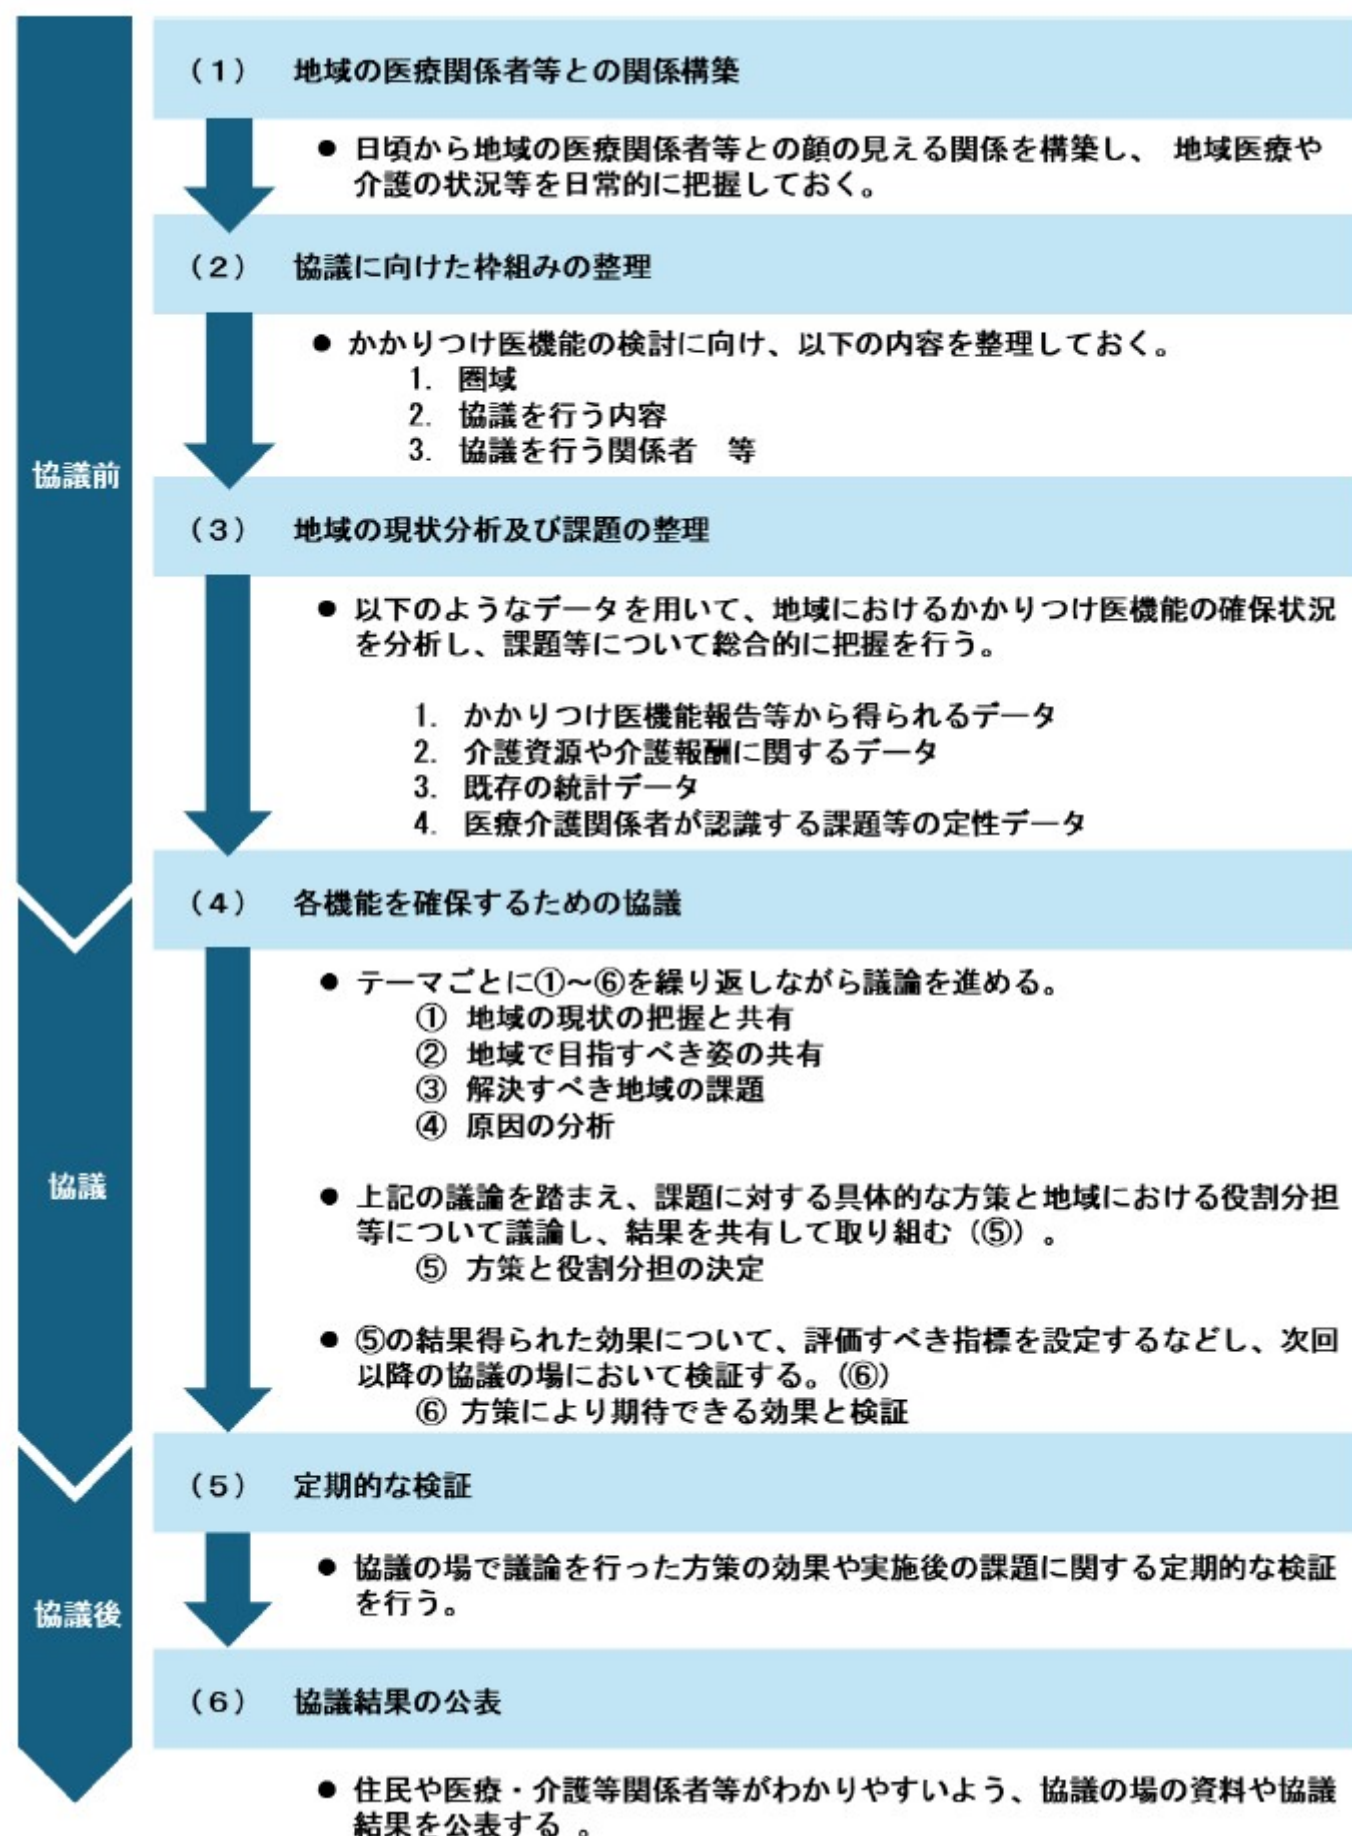 （１）　地域の医療関係者等との関係構築
● 日頃から地域の医療関係者等との顔の見える関係を構築し、 地域医療や
介護の状況等を日常的に把握しておく。
（２）　協議に向けた枠組みの整理
● かかりつけ医機能の検討に向け、以下の内容を整理しておく。
1. 圏域
2. 協議を行う内容
3. 協議を行う関係者　等
協議前
（３）　地域の現状分析及び課題の整理
● 以下のようなデータを用いて、地域におけるかかりつけ医機能の確保状況
を分析し、課題等について総合的に把握を行う。
1. かかりつけ医機能報告等から得られるデータ
2. 介護資源や介護報酬に関するデータ
3. 既存の統計データ
4. 医療介護関係者が認識する課題等の定性データ
（４）　各機能を確保するための協議
● テーマごとに①～⑥を繰り返しながら議論を進める。
① 地域の現状の把握と共有
② 地域で目指すべき姿の共有
③ 解決すべき地域の課題
④ 原因の分析
協議
● 上記の議論を踏まえ、課題に対する具体的な方策と地域における役割分担
等について議論し、結果を共有して取り組む（⑤）。
⑤ 方策と役割分担の決定
● ⑤の結果得られた効果について、評価すべき指標を設定するなどし、次回
以降の協議の場において検証する。(⑥)
⑥ 方策により期待できる効果と検証
（５）　定期的な検証
● 協議の場で議論を行った方策の効果や実施後の課題に関する定期的な検証
を行う。
協議後
（６）　協議結果の公表
● 住民や医療・介護等関係者等がわかりやすいよう、協議の場の資料や協議
結果を公表する 。